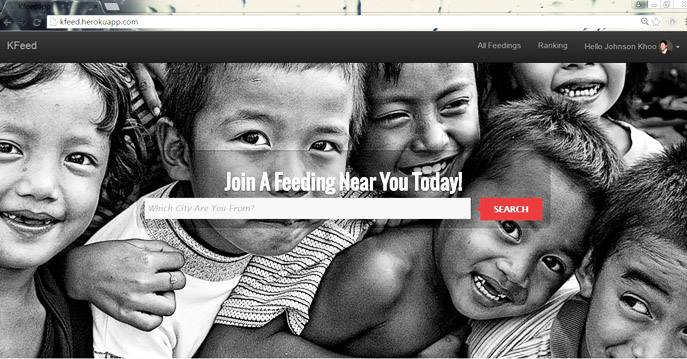 Kfeedapp
kfeed.herokuapp.com
KFeed
All Feedings
Ranking
Hello Johnson Khoo
Join A Feeding Near You Today!
Which City Are You From?
SEARCH